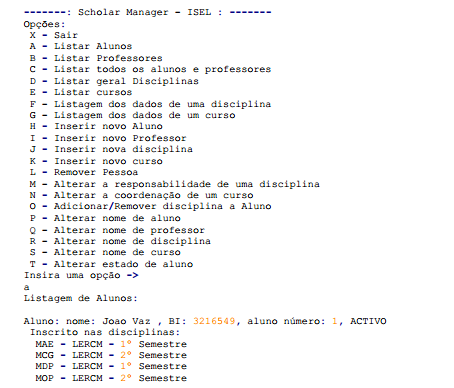 -------: Scholar Manager - ISEL : -------
Opções:
X - Sair
A - Listar Alunos
B - Listar Professores
C - Listar todos os alunos e professores
D - Listar geral Disciplinas
E - Listar cursos
F - Listagem dos dados de uma disciplina
G - Listagem dos dados de um curso
H - Inserir novo Aluno
I - Inserir novo Professor
J - Inserir nova disciplina
K - Inserir novo curso
L - Remover Pessoa
M - Alterar a responsabilidade de uma disciplina
N - Alterar a coordenação de um curso
O - Adicionar/Remover disciplina a Aluno
P - Alterar nome de aluno
Q - Alterar nome de professor
R - Alterar nome de disciplina
S - Alterar nome de curso
T - Alterar estado de aluno
Insira uma opção ->
a
Listagem de Alunos:
Aluno: nome: Joao Vaz , BI: 3216549, aluno número: 1, ACTIVO
Inscrito nas disciplinas:
MAE - LERCM - 1º Semestre
MCG - LERCM - 2º Semestre
MDP - LERCM - 1º Semestre
MOP - LERCM - 2º Semestre